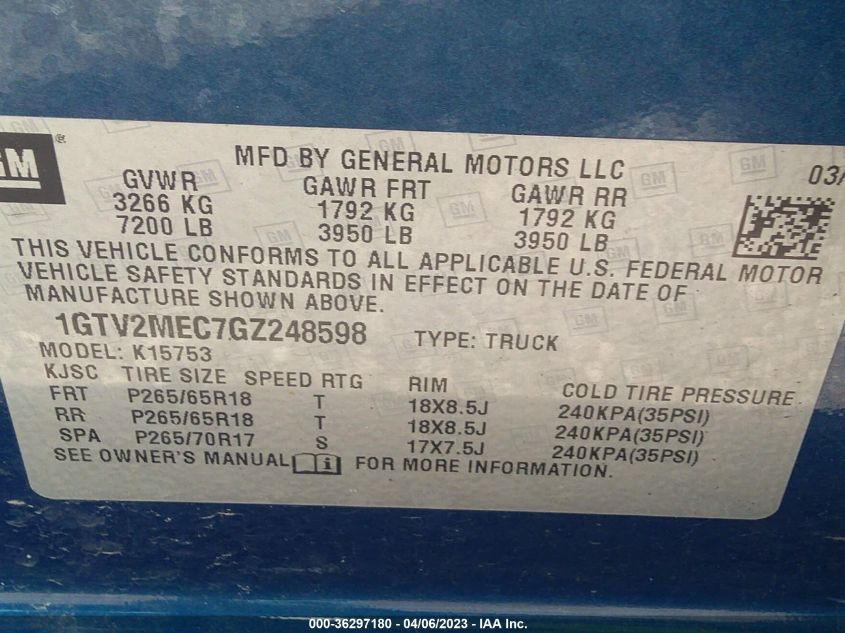 GM
MFD BY GENERAL MOTORS LLC
03/
GVWR GAWR FRT GAWR RR
3266 KG 1792 KG 1792 KG
7200 LB 3950 LB 3950 LB
THIS VEHICLE CONFORMS TO ALL APPLICABLE U.S. FEDERAL MOTOR
VEHICLE SAFETY STANDARDS IN EFFECT ON THE DATE OF
MANUFACTURE SHOWN ABOVE.
1GTV2MEC7GZ248598 TYPE: TRUCK
MODEL: K15753
KJSC TIRE SIZE SPEED RTG RIM COLD TIRE PRESSURE
FRT P265/65R18 T 18X8.5J 240KPA(35PSI)
RR P265/65R18 T 18X8.5J 240KPA(35PSI)
SPA P265/70R17 S 17X7.5J 240KPA(35PSI)
SEE OWNER'S MANUAL FOR MORE INFORMATION.
000-36297180 - 04/06/2023 - IAA Inc.